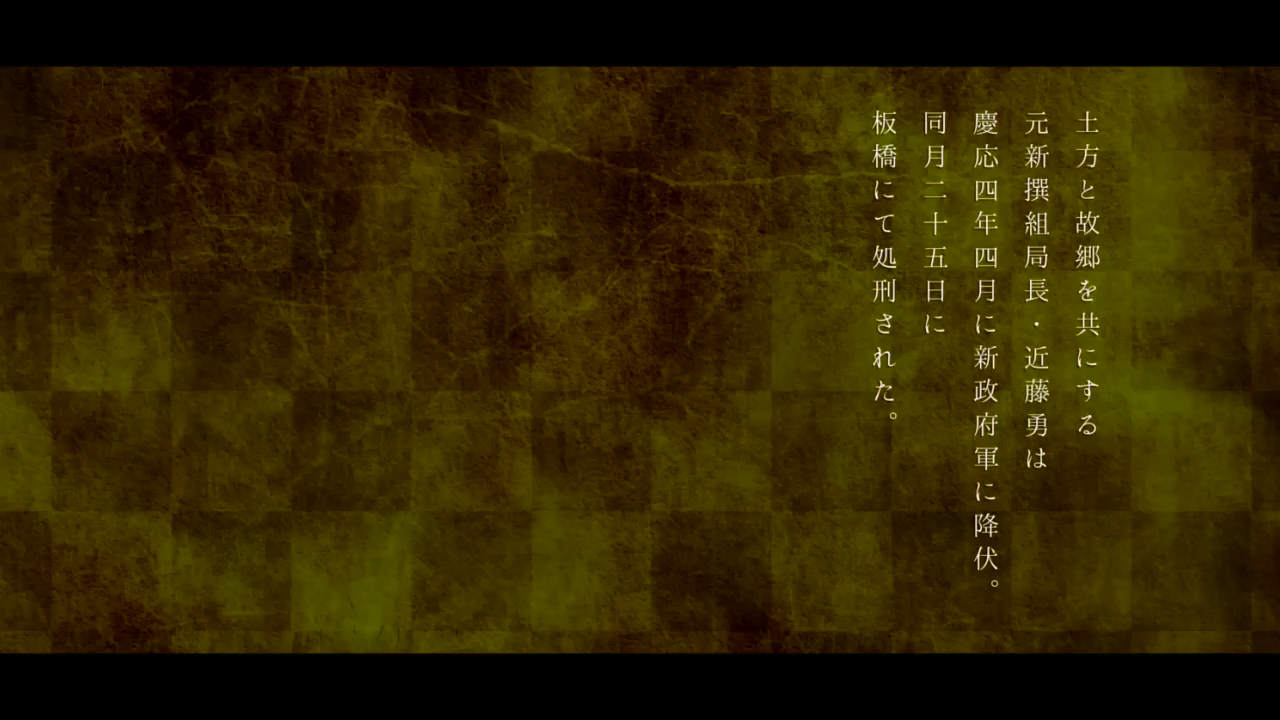 土方と故郷を共にする
元新撰組局長・近藤勇は
慶応四年四月に新政府軍に降伏。
同月二十五日に
板橋にて処刑された。